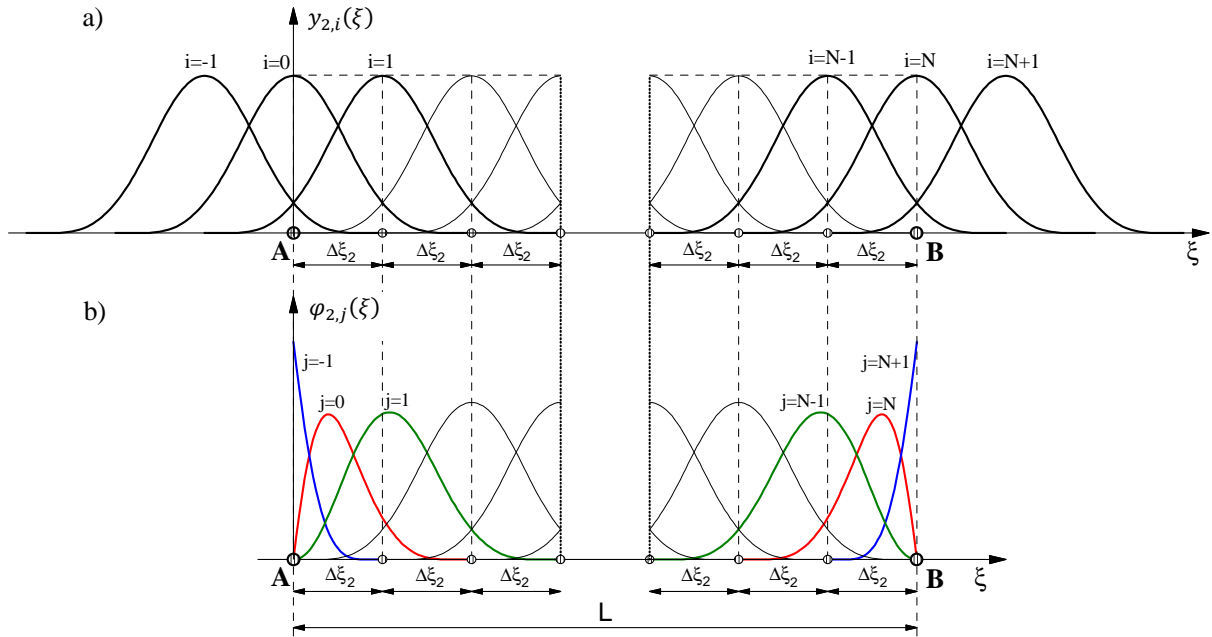 a)
y₂,ᵢ(ξ)
i=-1
i=0
i=1
i=N-1
i=N
i=N+1
A
Δξ₂
Δξ₂
Δξ₂
Δξ₂
Δξ₂
Δξ₂
B
ξ
b)
φ₂,ⱼ(ξ)
j=-1
j=0
j=1
j=N-1
j=N
j=N+1
A
Δξ₂
Δξ₂
Δξ₂
Δξ₂
Δξ₂
Δξ₂
B
ξ
L